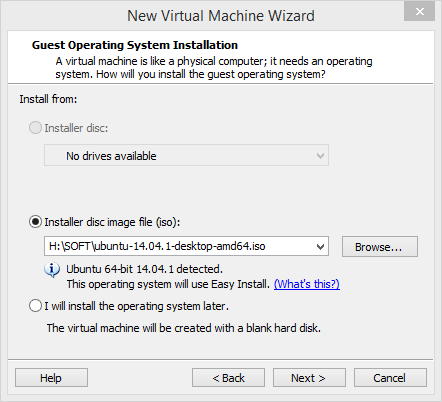 New Virtual Machine Wizard
Guest Operating System Installation
A virtual machine is like a physical computer; it needs an operating
system. How will you install the guest operating system?
Install from:
Installer disc:
No drives available
Installer disc image file (iso):
H:\SOFT\ubuntu-14.04.1-desktop-amd64.iso
Browse...
Ubuntu 64-bit 14.04.1 detected.
This operating system will use Easy Install. (What's this?)
I will install the operating system later.
The virtual machine will be created with a blank hard disk.
Help < Back Next > Cancel